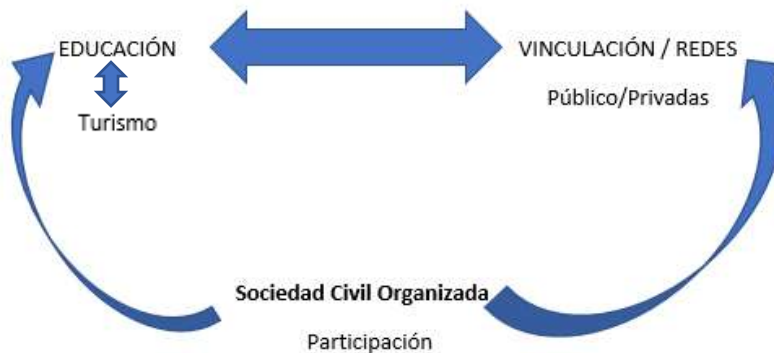 EDUCACIÓN
Turismo
VINCULACIÓN / REDES
Público/Privadas
Sociedad Civil Organizada
Participación